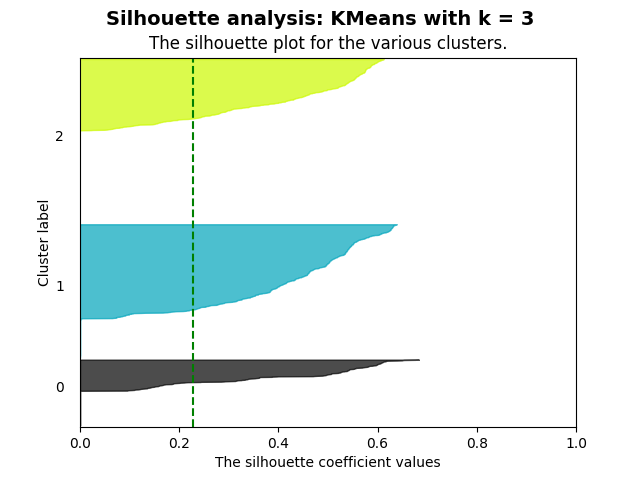 Silhouette analysis: KMeans with k = 3
The silhouette plot for the various clusters.
Cluster label
2
1
0
0.0 0.2 0.4 0.6 0.8 1.0
The silhouette coefficient values